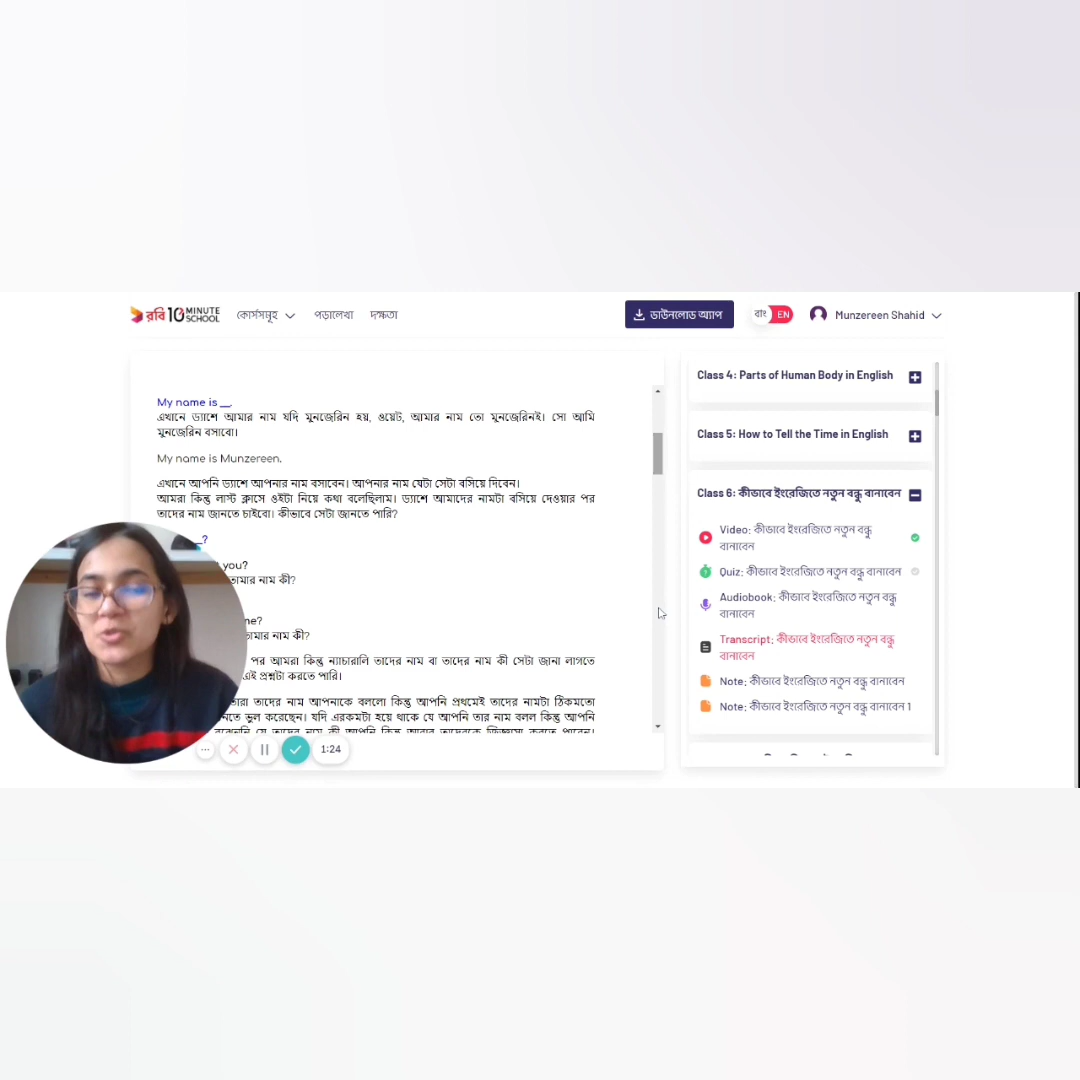 রবি 10 MINUTE SCHOOL
কোর্সসমূহ
পড়ালেখা
দক্ষতা
ডাউনলোড অ্যাপ
বাং EN
Munzereen Shahid
My name is __.
এখানে ড্যাশে আমার নাম যদি মুনজেরিন হয়, ওয়েট, আমার নাম তো মুনজেরিনই। সো আমি
মুনজেরিন বসাবো।
My name is Munzereen.
এখানে আপনি ড্যাশে আপনার নাম বসাবেন। আপনার নাম যেটা সেটা বসিয়ে দিবেন।
আমরা কিন্তু লাস্ট ক্লাসে ওইটা নিয়ে কথা বলেছিলাম। ড্যাশে আমাদের নামটা বসিয়ে দেওয়ার পর
তাদের নাম জানতে চাইবো। কীভাবে সেটা জানতে পারি?
?
you?
তোমার নাম কী?
me?
নাম কী?
পর আমরা কিন্তু ন্যাচারালি তাদের নাম বা তাদের নাম কী সেটা জানা লাগতে
এই প্রশ্নটা করতে পারি।
তারা তাদের নাম আপনাকে বললো কিন্তু আপনি প্রথমেই তাদের নামটা ঠিকমতো
ভুল করেছেন। যদি এরকমটা হয়ে থাকে যে আপনি তার নাম বলল কিন্তু আপনি
1:24
Class 4: Parts of Human Body in English
Class 5: How to Tell the Time in English
Class 6: কীভাবে ইংরেজিতে নতুন বন্ধু বানাবেন
Video: কীভাবে ইংরেজিতে নতুন বন্ধু
বানাবেন
Quiz: কীভাবে ইংরেজিতে নতুন বন্ধু বানাবেন
Audiobook: কীভাবে ইংরেজিতে নতুন বন্ধু
বানাবেন
Transcript: কীভাবে ইংরেজিতে নতুন বন্ধু
বানাবেন
Note: কীভাবে ইংরেজিতে নতুন বন্ধু বানাবেন
Note: কীভাবে ইংরেজিতে নতুন বন্ধু বানাবেন 1